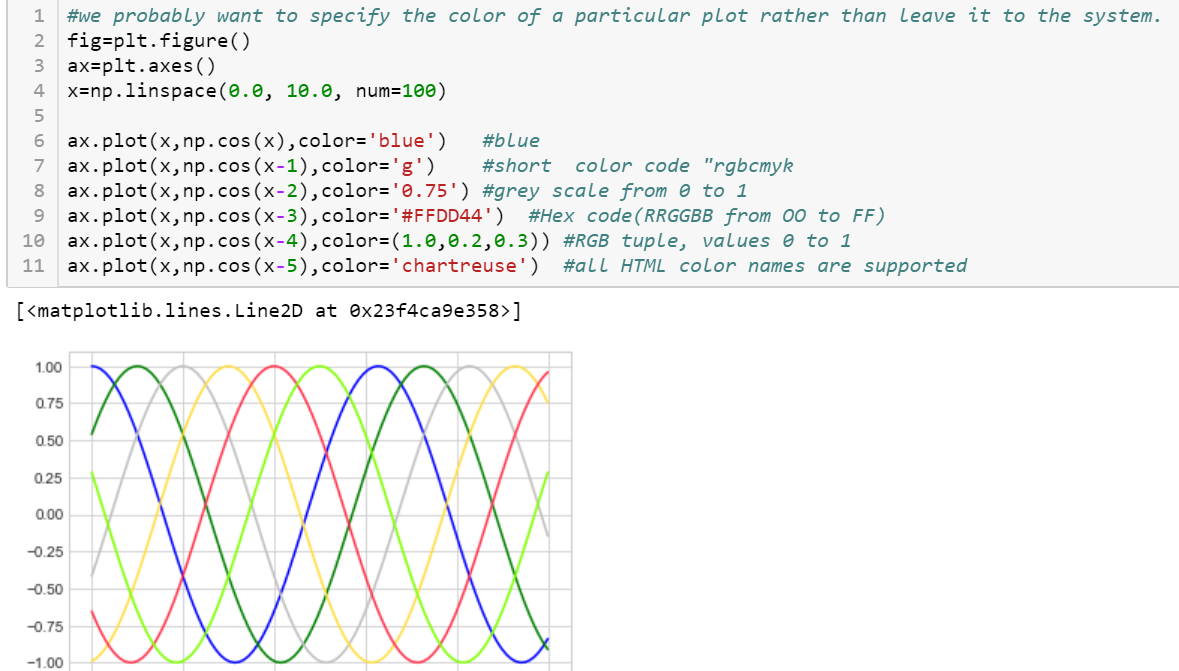 1 #we probably want to specify the color of a particular plot rather than leave it to the system.
2 fig=plt.figure()
3 ax=plt.axes()
4 x=np.linspace(0.0, 10.0, num=100)
5
6 ax.plot(x,np.cos(x),color='blue')   #blue
7 ax.plot(x,np.cos(x-1),color='g')    #short  color code "rgbcmyk
8 ax.plot(x,np.cos(x-2),color='0.75') #grey scale from 0 to 1
9 ax.plot(x,np.cos(x-3),color='#FFDD44')  #Hex code(RRGGBB from OO to FF)
10 ax.plot(x,np.cos(x-4),color=(1.0,0.2,0.3)) #RGB tuple, values 0 to 1
11 ax.plot(x,np.cos(x-5),color='chartreuse')  #all HTML color names are supported
[<matplotlib.lines.Line2D at 0x23f4ca9e358>]
1.00
0.75
0.50
0.25
0.00
−0.25
−0.50
−0.75
−1.00